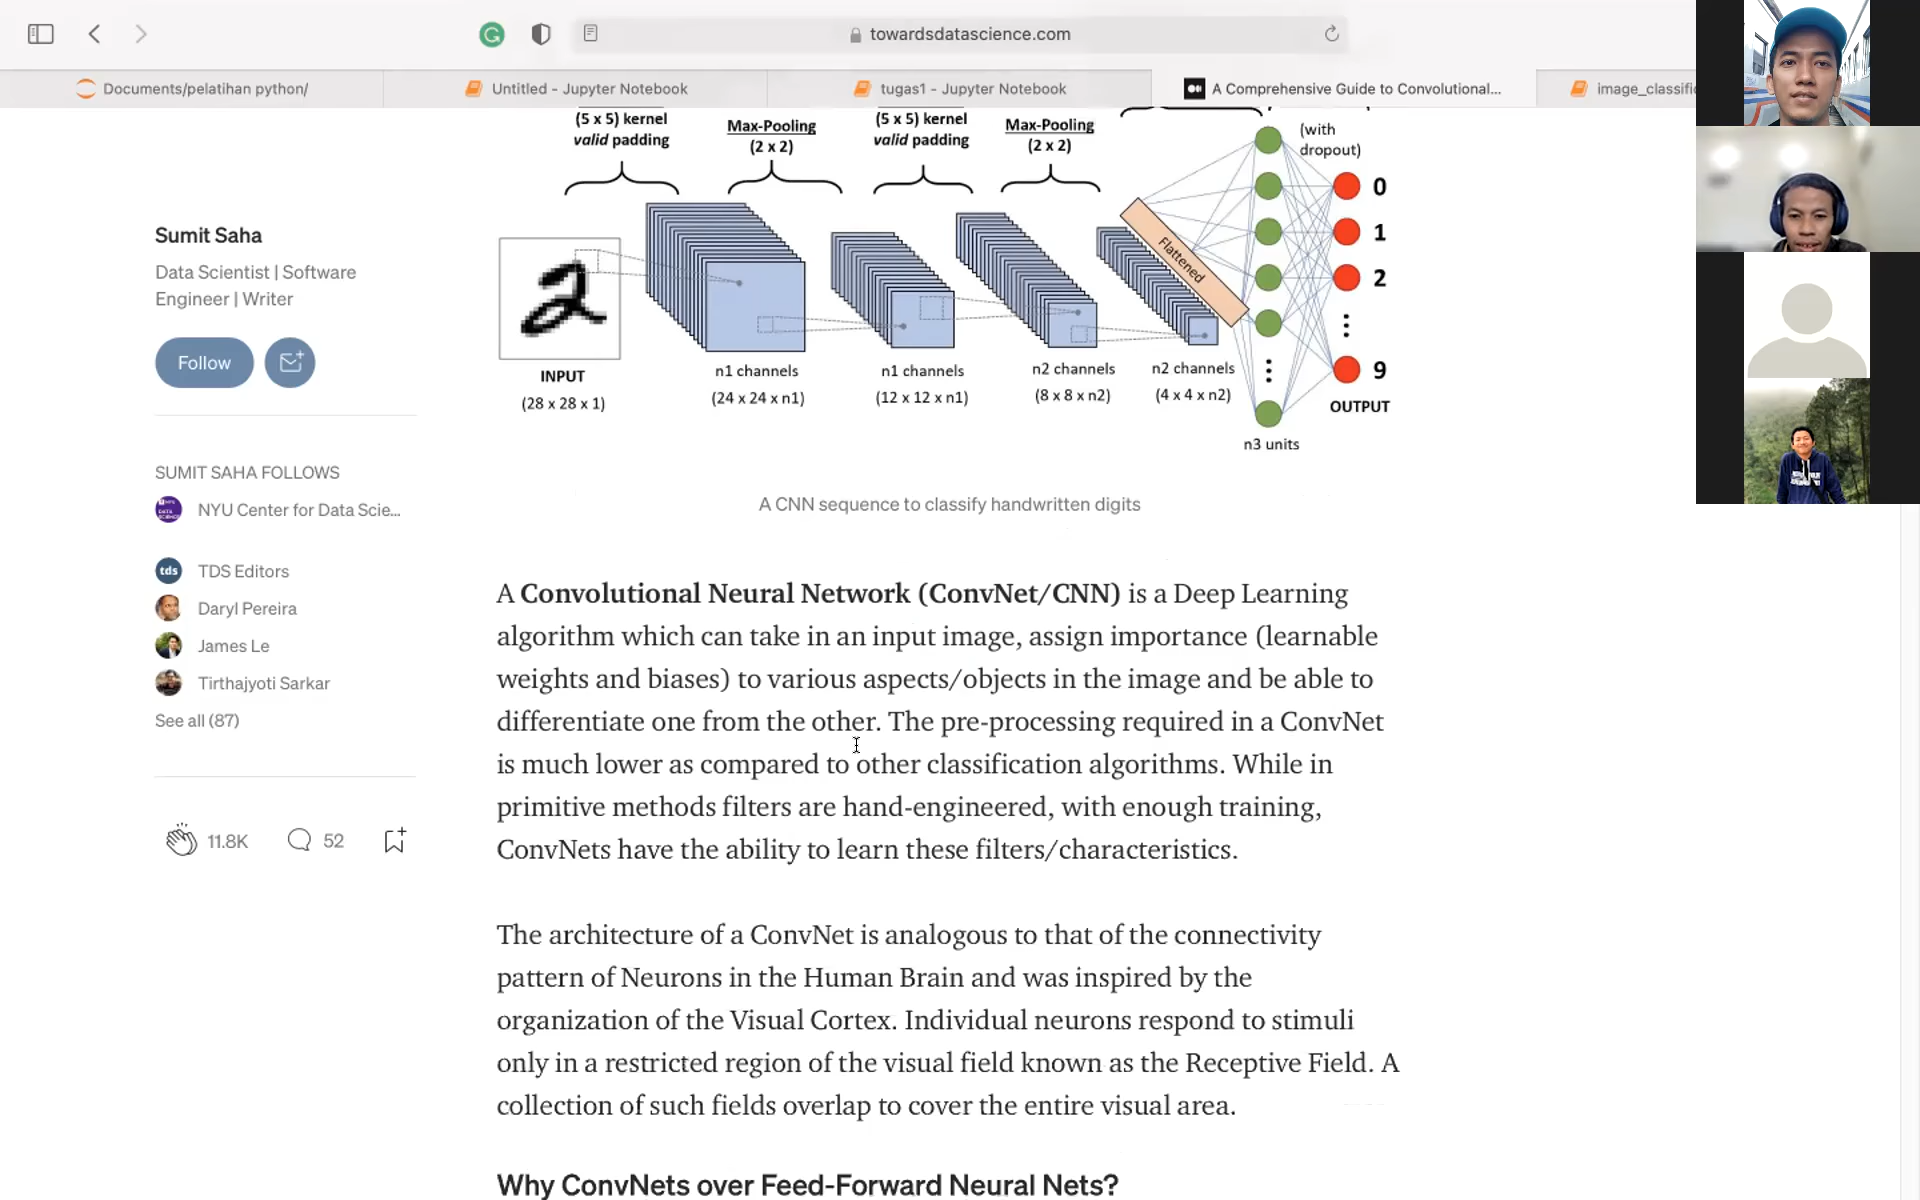 towardsdatascience.com
Documents/pelatihan python/
Untitled - Jupyter Notebook
tugas1 - Jupyter Notebook
A Comprehensive Guide to Convolutional...
(5 x 5) kernel
valid padding
Max-Pooling
(2 x 2)
(5 x 5) kernel
valid padding
Max-Pooling
(2 x 2)
(with
dropout)
Flattened
0
1
2
9
OUTPUT
INPUT
(28 x 28 x 1)
n1 channels
(24 x 24 x n1)
n1 channels
(12 x 12 x n1)
n2 channels
(8 x 8 x n2)
n2 channels
(4 x 4 x n2)
n3 units
A CNN sequence to classify handwritten digits
Sumit Saha
Data Scientist | Software
Engineer | Writer
Follow
SUMIT SAHA FOLLOWS
NYU Center for Data Scie...
tds TDS Editors
Daryl Pereira
James Le
Tirthajyoti Sarkar
See all (87)
11.8K 52
A Convolutional Neural Network (ConvNet/CNN) is a Deep Learning
algorithm which can take in an input image, assign importance (learnable
weights and biases) to various aspects/objects in the image and be able to
differentiate one from the other. The pre-processing required in a ConvNet
is much lower as compared to other classification algorithms. While in
primitive methods filters are hand-engineered, with enough training,
ConvNets have the ability to learn these filters/characteristics.
The architecture of a ConvNet is analogous to that of the connectivity
pattern of Neurons in the Human Brain and was inspired by the
organization of the Visual Cortex. Individual neurons respond to stimuli
only in a restricted region of the visual field known as the Receptive Field. A
collection of such fields overlap to cover the entire visual area.
Why ConvNets over Feed-Forward Neural Nets?